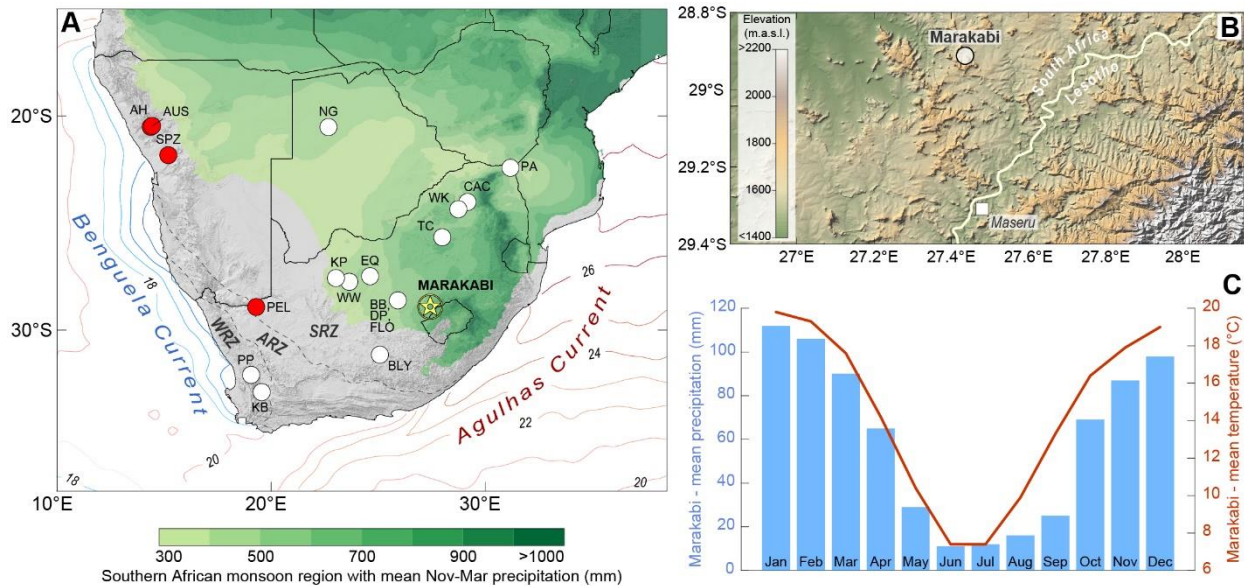 A
20°S
30°S
10°E
20°E
30°E
AH
AUS
SPZ
NG
PA
CAC
WK
TC
KP
EQ
WW
MARAKABI
BB,
DP,
FLO
PEL
SRZ
ARZ
WRZ
BLY
PP
KB
Benguela Current
Agulhas Current
18
18
20
22
24
26
20
300
500
700
900
>1000
Southern African monsoon region with mean Nov-Mar precipitation (mm)
B
28.8°S
29°S
29.2°S
29.4°S
Elevation
(m.a.s.l.)
>2200
2000
1800
1600
<1400
Marakabi
South Africa
Lesotho
Maseru
27°E
27.2°E
27.4°E
27.6°E
27.8°E
28°E
C
Marakabi - mean precipitation (mm)
120
100
80
60
40
20
0
Jan
Feb
Mar
Apr
May
Jun
Jul
Aug
Sep
Oct
Nov
Dec
20
18
16
14
12
10
8
6
Marakabi - mean temperature (°C)